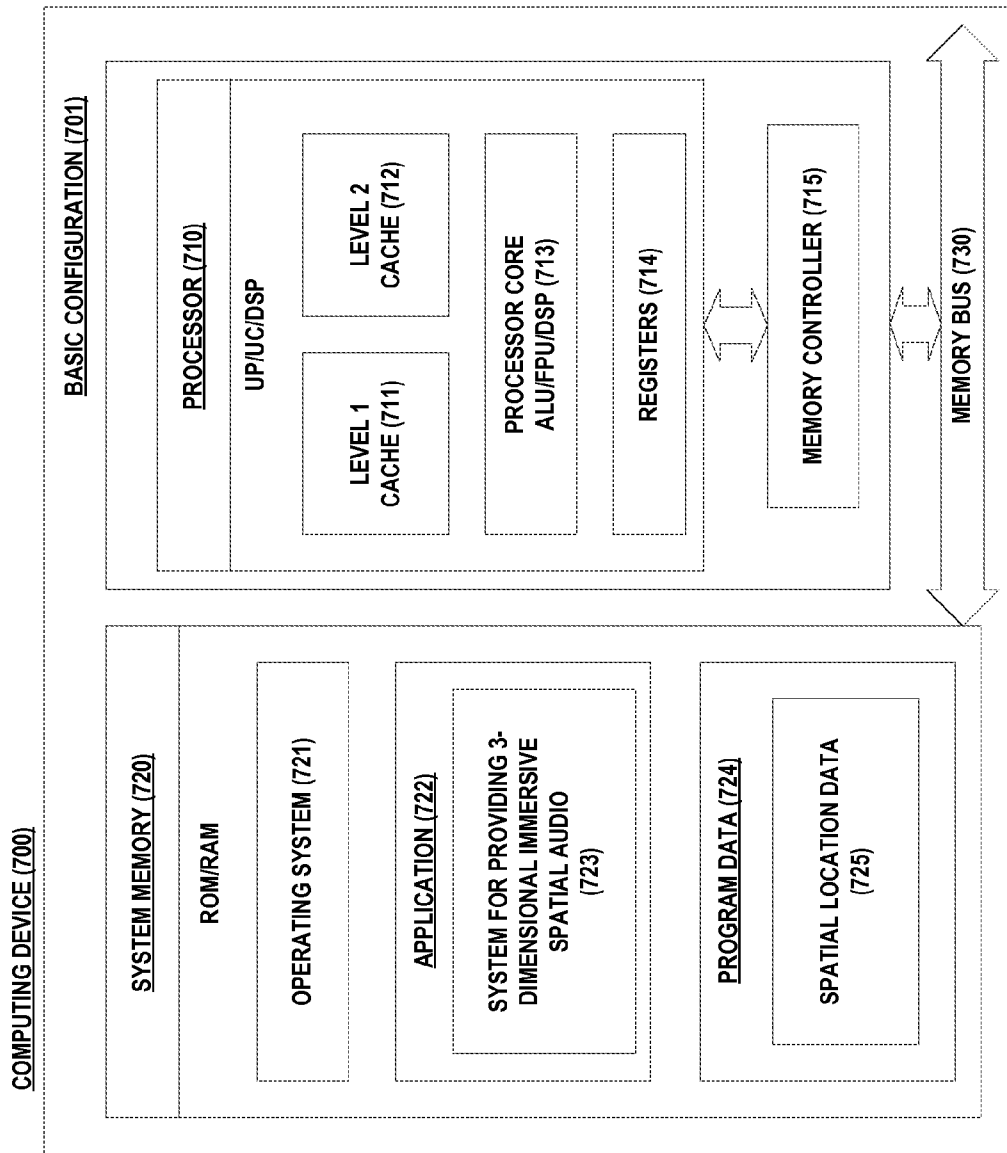 COMPUTING DEVICE (700)
SYSTEM MEMORY (720)
ROM/RAM
OPERATING SYSTEM (721)
APPLICATION (722)
SYSTEM FOR PROVIDING 3-
DIMENSIONAL IMMERSIVE
SPATIAL AUDIO
(723)
PROGRAM DATA (724)
SPATIAL LOCATION DATA
(725)
BASIC CONFIGURATION (701)
PROCESSOR (710)
UP/UC/DSP
LEVEL 1
CACHE (711)
LEVEL 2
CACHE (712)
PROCESSOR CORE
ALU/FPU/DSP (713)
REGISTERS (714)
MEMORY CONTROLLER (715)
MEMORY BUS (730)